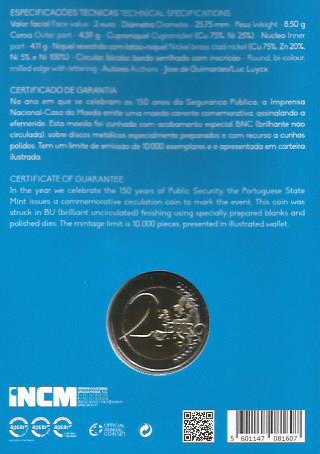 ESPECIFICAÇÕES TÉCNICAS TECHNICAL SPECIFICATIONS
Valor facial Face value - 2 euro · Diâmetro Diameter - 25,75 mm · Peso Weight - 8,50 g
Coroa Outer part - 4,39 g - Cuproníquel Cupronickel (Cu 75%, Ni 25%) · Núcleo Inner
part - 4,11 g - Níquel revestido com latão-níquel Nickel brass clad nickel (Cu 75%, Zn 20%,
Ni 5% e Ni 100%) · Circular bicolor, bordo serrilhado com inscrição - Round, bi-colour,
milled edge with lettering · Autores Authors - José de Guimarães/Luc Luycx
CERTIFICADO DE GARANTIA
No ano em que se celebram os 150 anos da Segurança Pública, a Imprensa
Nacional-Casa da Moeda emite uma moeda corrente comemorativa, assinalando a
efeméride. Esta moeda foi cunhada com acabamento especial BNC (brilhante não
circulada); sobre discos metálicos especialmente preparados e com recurso a cunhos
polidos. Tem um limite de emissão de 10.000 exemplares e é apresentada em carteira
ilustrada.
CERTIFICATE OF GUARANTEE
In the year we celebrate the 150 years of Public Security, the Portuguese State
Mint issues a commemorative circulation coin to mark the event. This coin was
struck in BU (brilliant uncirculated) finishing using specially prepared blanks and
polished dies. The mintage limit is 10.000 pieces, presented in illustrated wallet.
2 EURO
INCM
OFFICIAL
ANNUAL
COIN SET
5 601147 081607